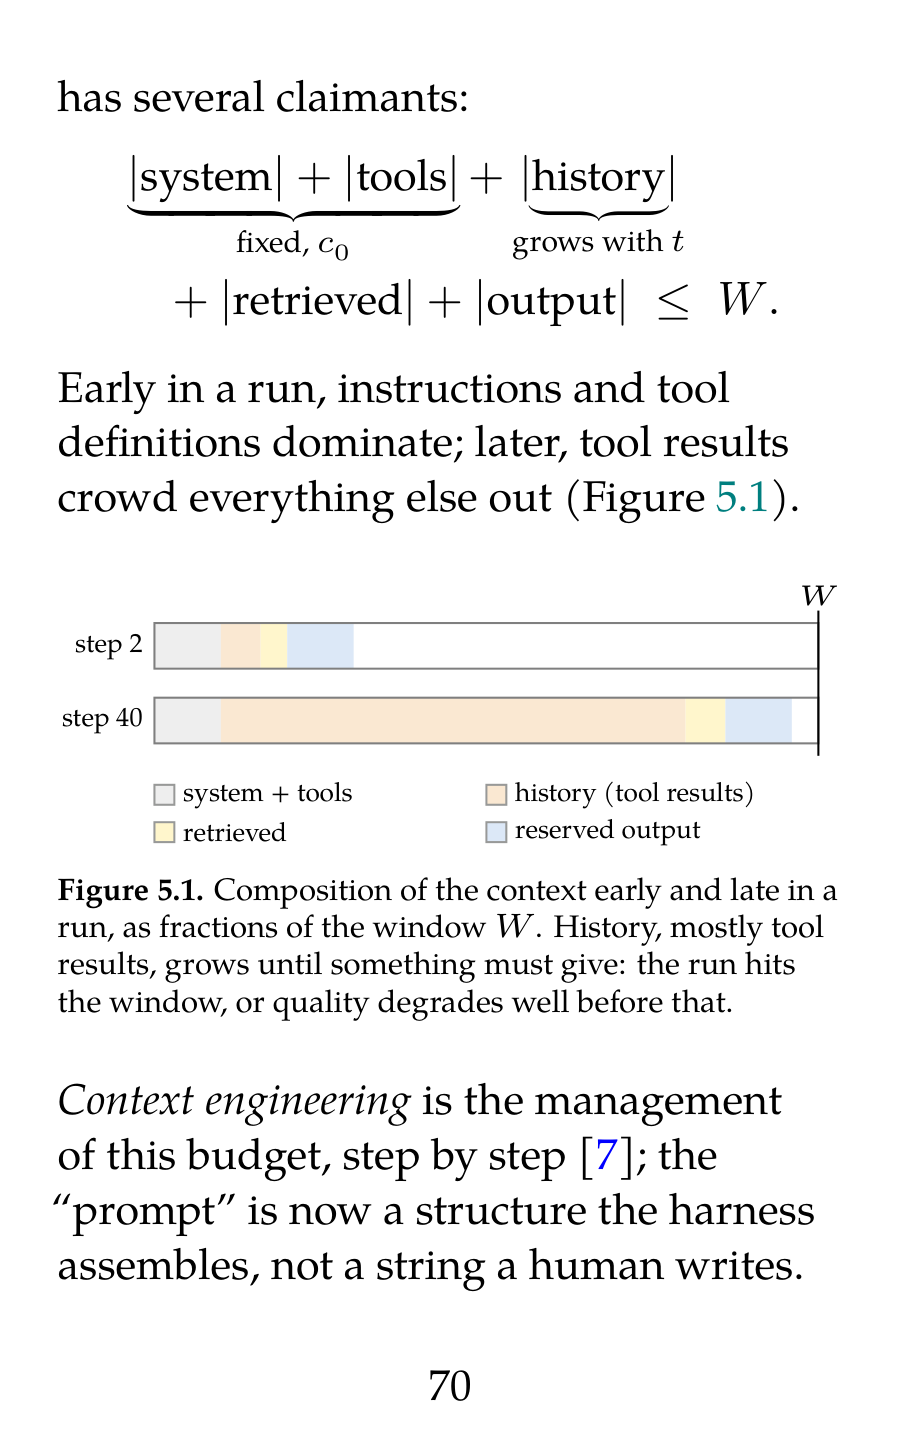 has several claimants:
|system| + |tools| + |history|
fixed, c₀ grows with t
+ |retrieved| + |output| ≤ W.
Early in a run, instructions and tool
definitions dominate; later, tool results
crowd everything else out (Figure 5.1).
W
step 2
step 40
system + tools history (tool results)
retrieved reserved output
Figure 5.1. Composition of the context early and late in a
run, as fractions of the window W. History, mostly tool
results, grows until something must give: the run hits
the window, or quality degrades well before that.
Context engineering is the management
of this budget, step by step [7]; the
“prompt” is now a structure the harness
assembles, not a string a human writes.
70